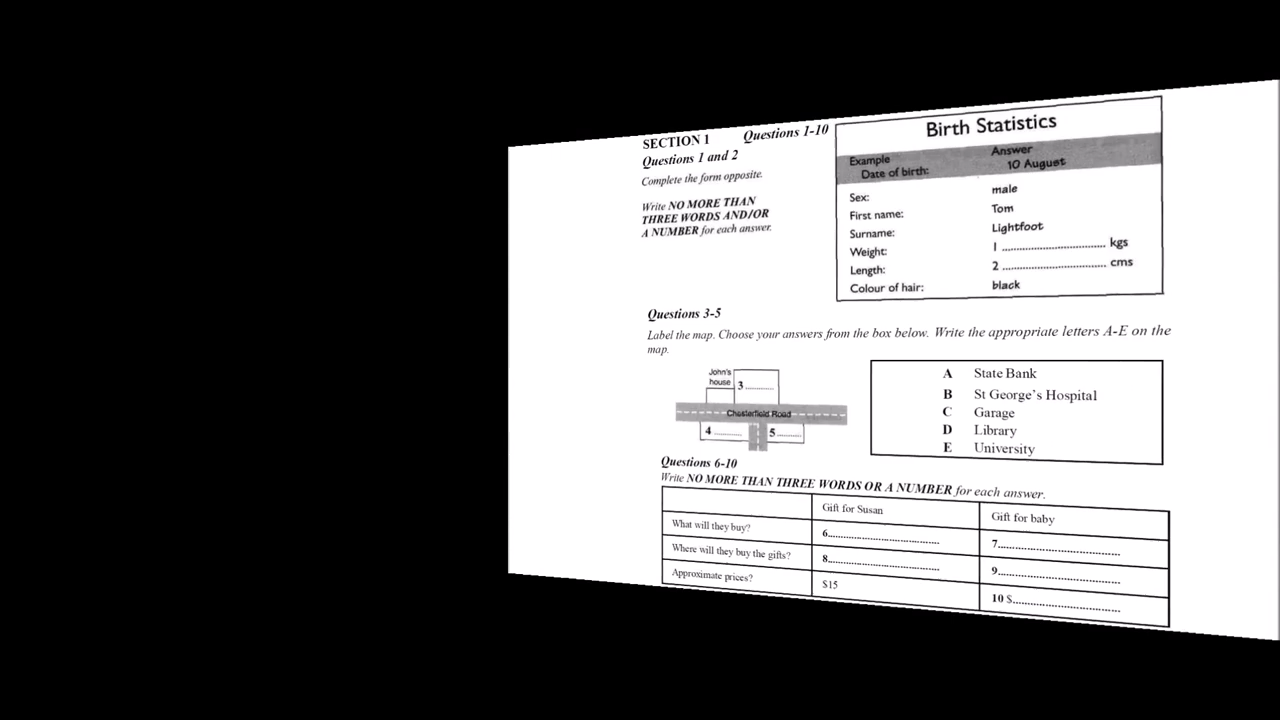 SECTION 1 Questions 1-10
Questions 1 and 2
Complete the form opposite.
Write NO MORE THAN
THREE WORDS AND/OR
A NUMBER for each answer.
Birth Statistics
Example Answer
Date of birth: 10 August
Sex: male
First name: Tom
Surname: Lightfoot
Weight: 1 .................................... kgs
Length: 2 .................................... cms
Colour of hair: black
Questions 3-5
Label the map. Choose your answers from the box below. Write the appropriate letters A-E on the
map.
John's
house
3 ............
Chesterfield Road
4 ...........
5 ...........
A State Bank
B St George's Hospital
C Garage
D Library
E University
Questions 6-10
Write NO MORE THAN THREE WORDS OR A NUMBER for each answer.
Gift for Susan Gift for baby
What will they buy? 6...................................... 7......................................
Where will they buy the gifts? 8...................................... 9......................................
Approximate prices? $15 10 $..................................